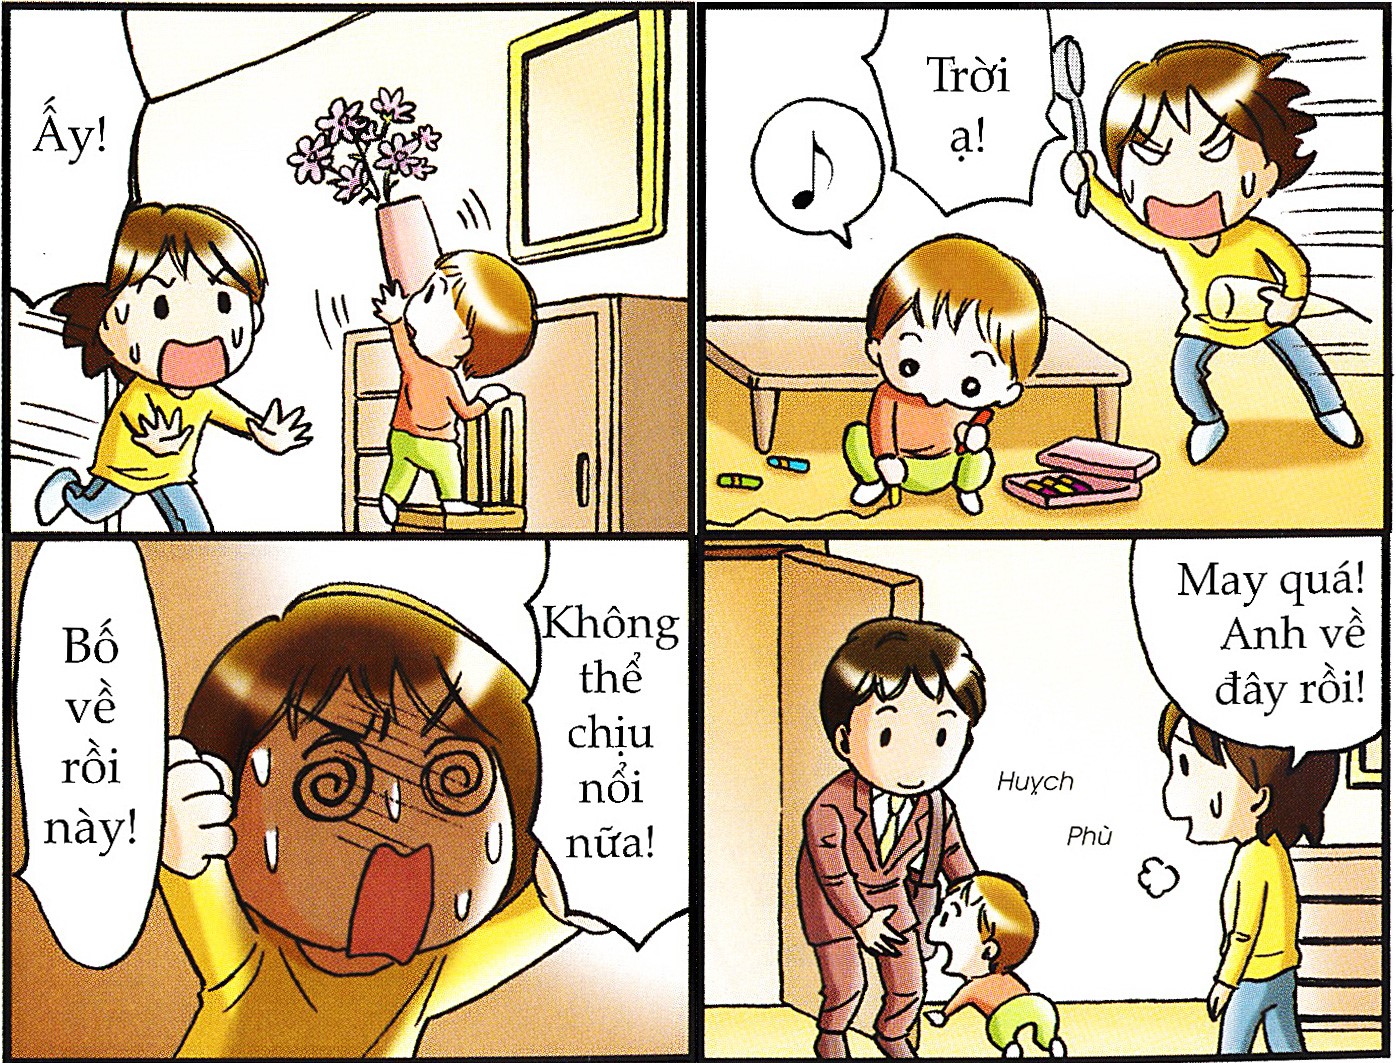 Ấy!
Trời
ạ!
Bố
về
rồi
này!
Không
thể
chịu
nổi
nữa!
May quá!
Anh về
đây rồi!
Huỵch
Phù